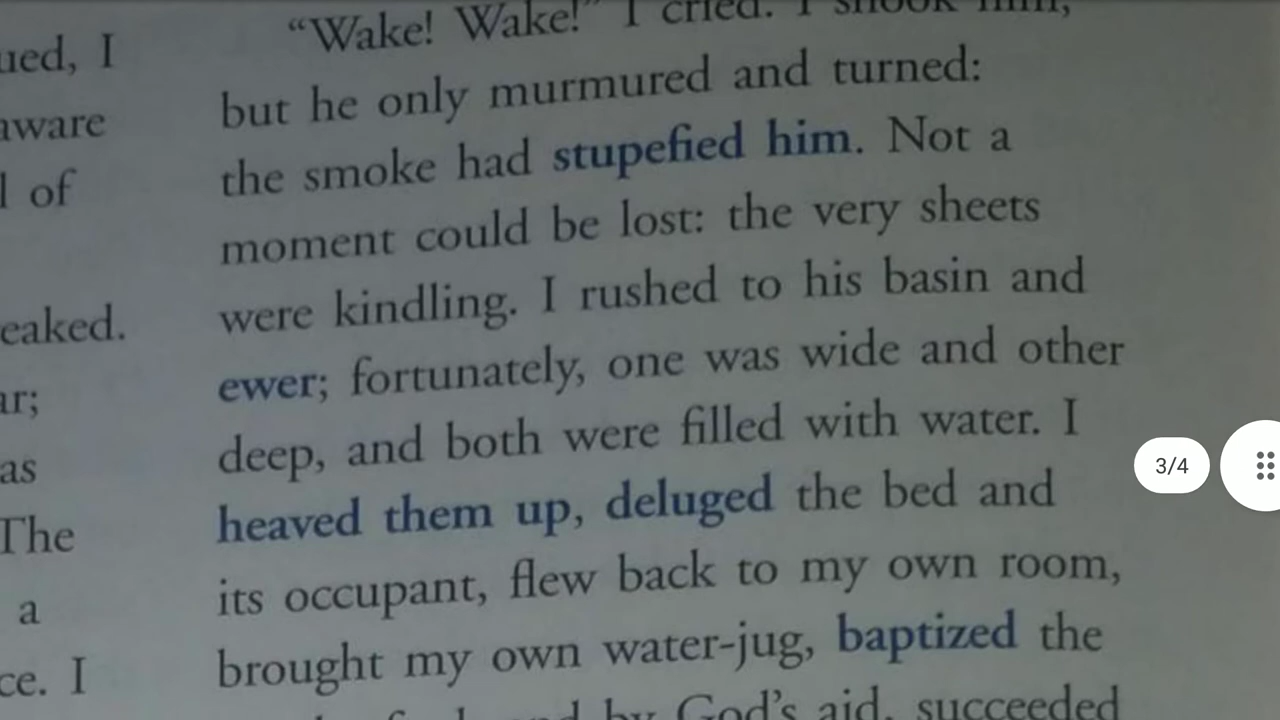 ued, I
aware
l of
eaked.
ar;
as
The
a
ce. I
“Wake! Wake!” I cried. I shook him,
but he only murmured and turned:
the smoke had stupefied him. Not a
moment could be lost: the very sheets
were kindling. I rushed to his basin and
ewer; fortunately, one was wide and other
deep, and both were filled with water. I
heaved them up, deluged the bed and
its occupant, flew back to my own room,
brought my own water-jug, baptized the
by God’s aid, succeeded
3/4